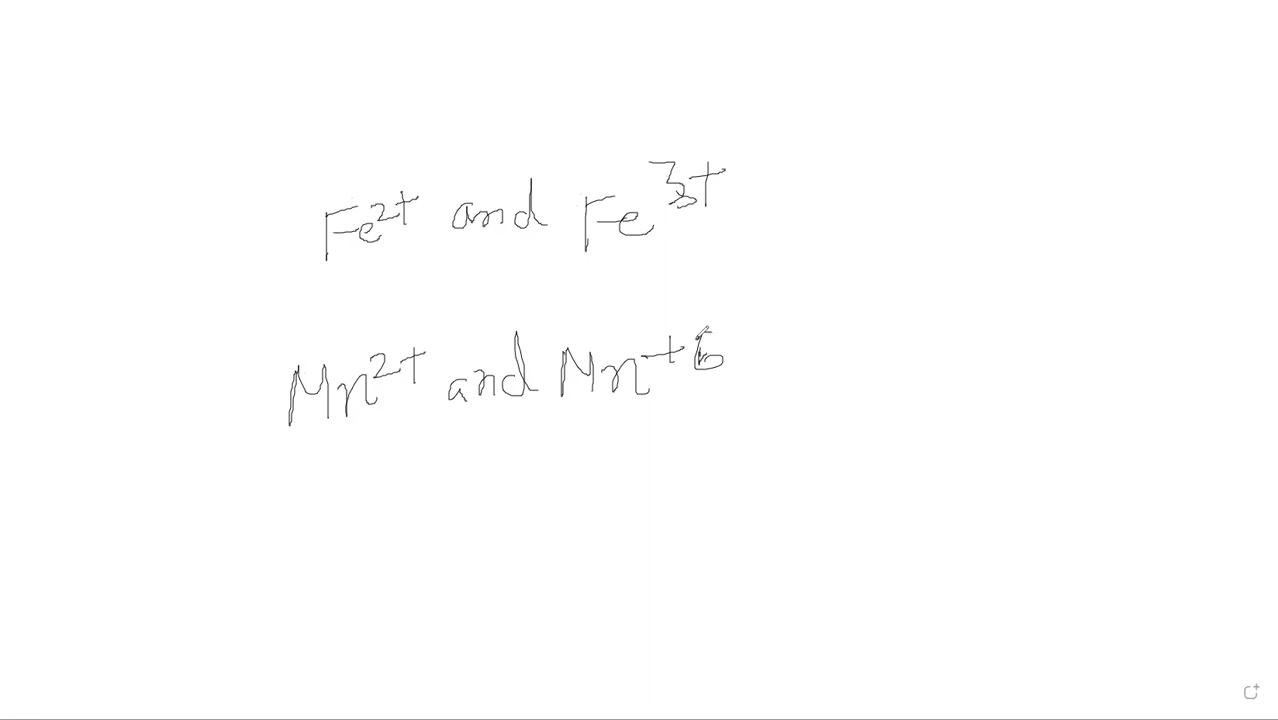 Fe²⁺ and Fe³⁺
Mn²⁺ and Mn⁺⁶